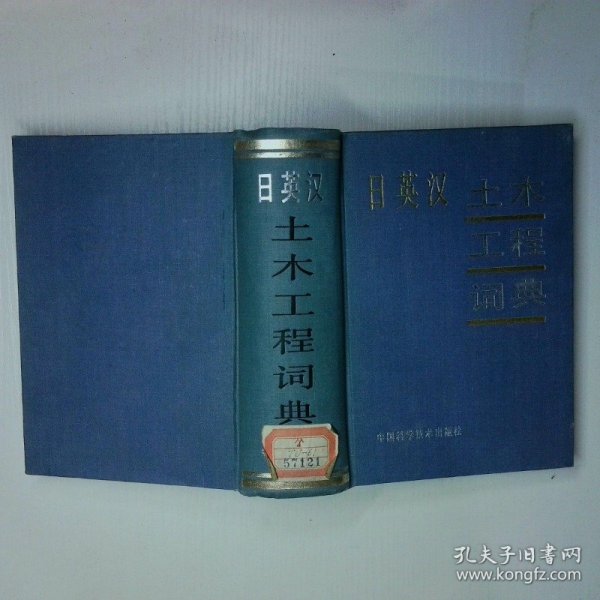 日英汉
土木工程词典
57121
日英汉
土木
工程
词典
中国科学技术出版社
孔夫子旧书网
www.kongfz.com